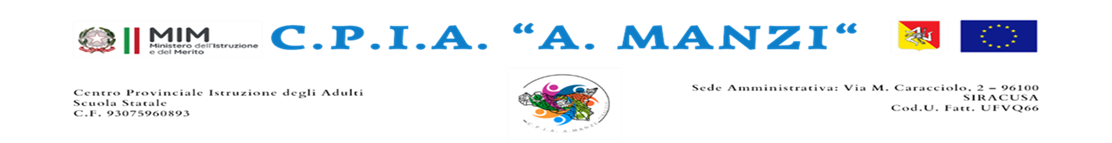 MIM
Ministero dell'Istruzione
e del Merito
C.P.I.A. “A. MANZI“
Centro Provinciale Istruzione degli Adulti
Scuola Statale
C.F. 93075960893
C.P.I.A. A.MANZI
Sede Amministrativa: Via M. Caracciolo, 2 – 96100
SIRACUSA
Cod.U. Fatt. UFVQ66